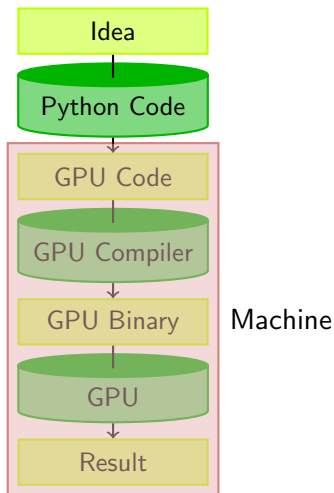 Idea
Python Code
GPU Code
GPU Compiler
GPU Binary
Machine
GPU
Result